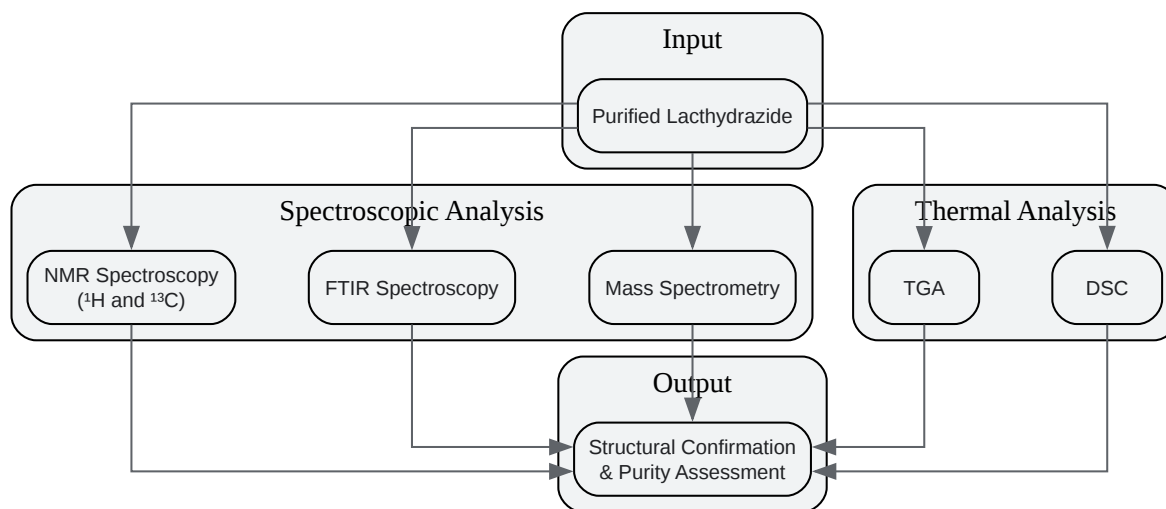 Input
Purified Lacthydrazide
Spectroscopic Analysis
Thermal Analysis
NMR Spectroscopy
(¹H and ¹³C)
FTIR Spectroscopy
Mass Spectrometry
TGA
DSC
Output
Structural Confirmation
& Purity Assessment